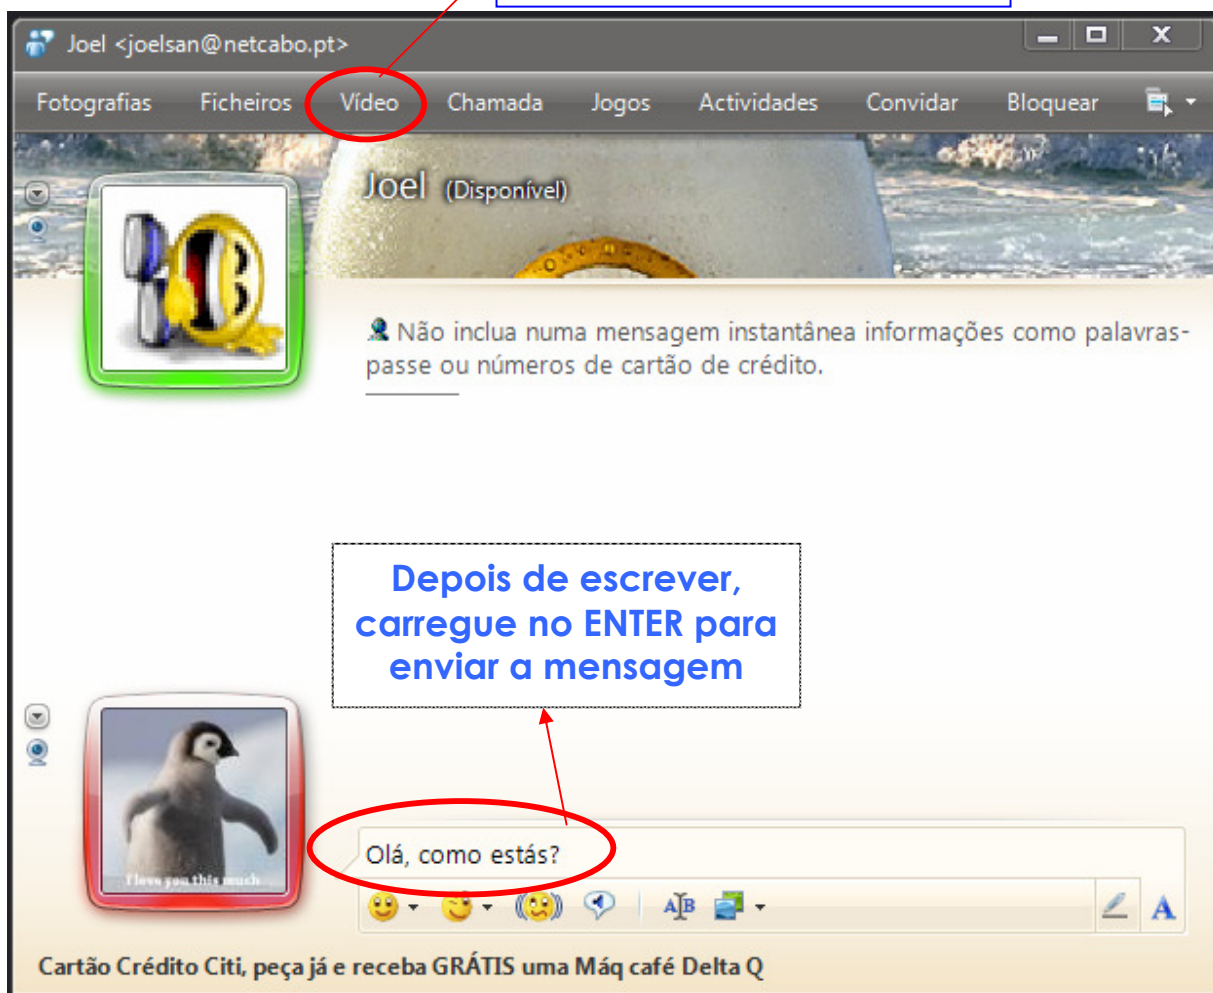 Joel <joelsan@netcabo.pt>
Fotografias Ficheiros Vídeo Chamada Jogos Actividades Convidar Bloquear
Joel (Disponível)
Não inclua numa mensagem instantânea informações como palavras-
passe ou números de cartão de crédito.
Depois de escrever,
carregue no ENTER para
enviar a mensagem
I love you this much
Olá, como estás?
Cartão Crédito Citi, peça já e receba GRÁTIS uma Máq café Delta Q